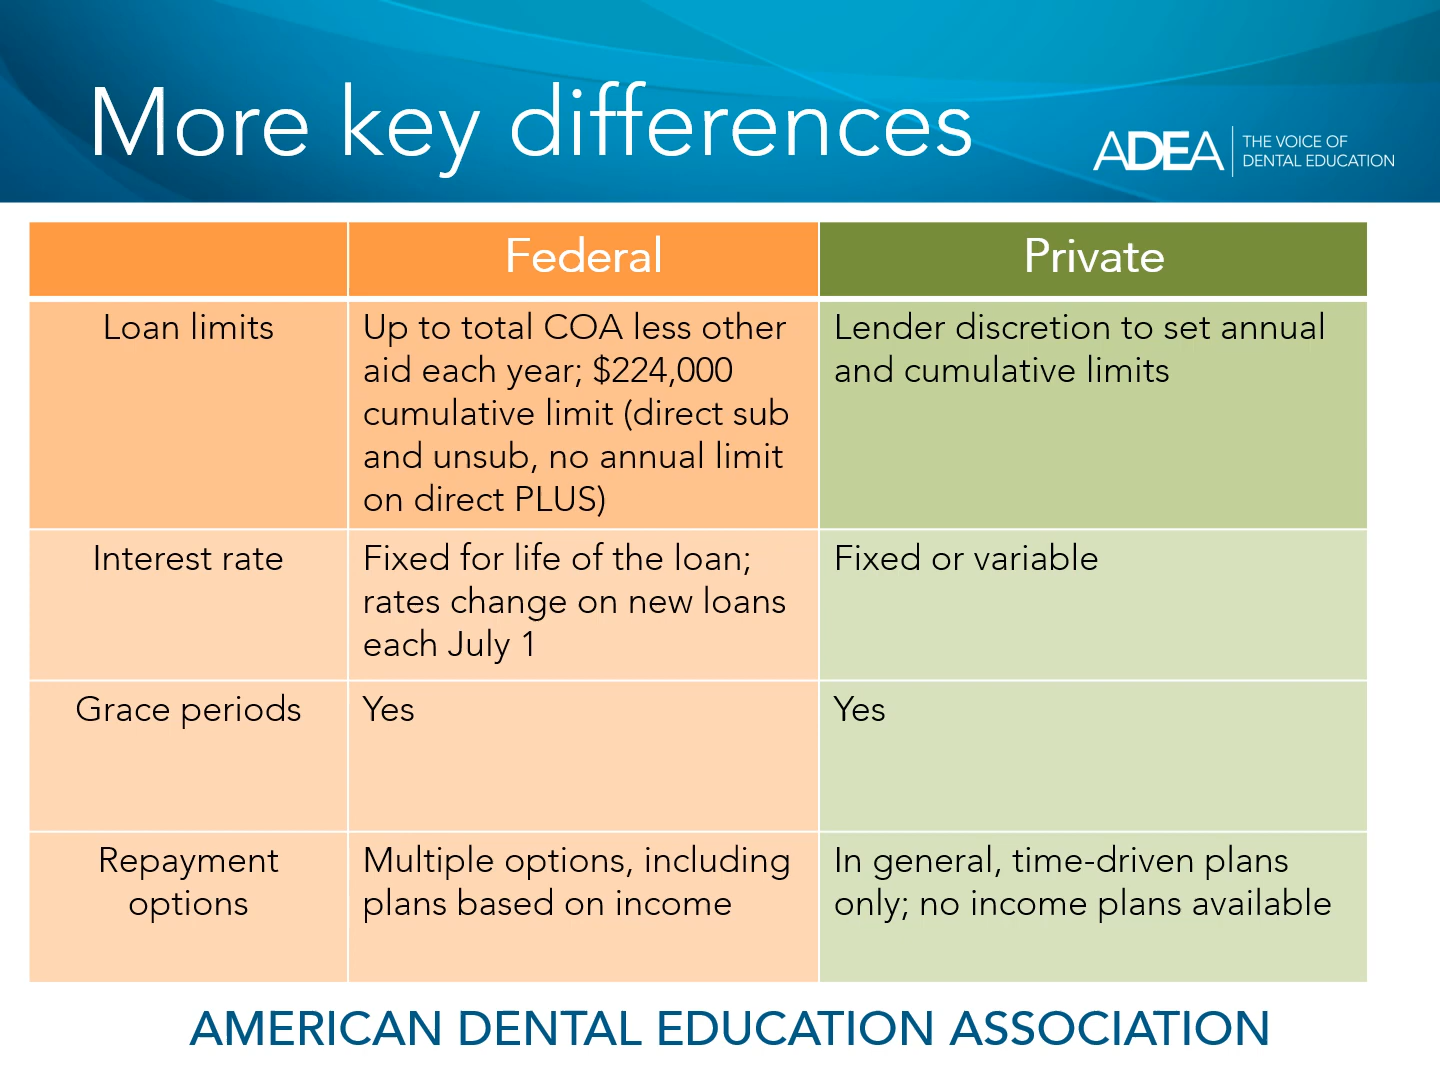 More key differences
ADEA
THE VOICE OF
DENTAL EDUCATION
Federal
Private
Loan limits
Up to total COA less other
aid each year; $224,000
cumulative limit (direct sub
and unsub, no annual limit
on direct PLUS)
Lender discretion to set annual
and cumulative limits
Interest rate
Fixed for life of the loan;
rates change on new loans
each July 1
Fixed or variable
Grace periods
Yes
Yes
Repayment
options
Multiple options, including
plans based on income
In general, time-driven plans
only; no income plans available
AMERICAN DENTAL EDUCATION ASSOCIATION